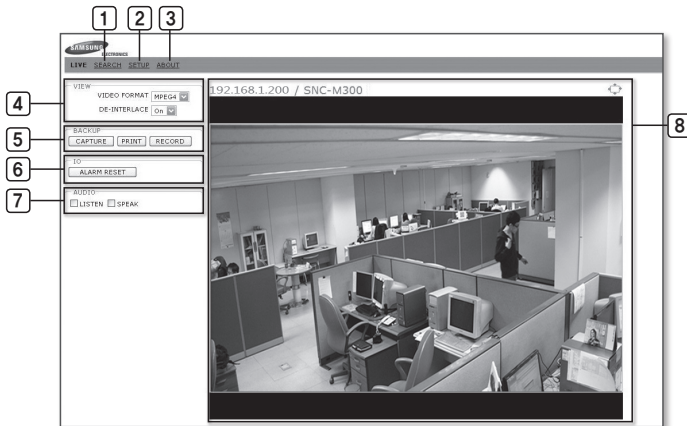 1 2 3
SAMSUNG
ELECTRONICS
LIVE SEARCH SETUP ABOUT
4
VIEW
VIDEO FORMAT MPEG4
DE-INTERLACE On
5
BACKUP
CAPTURE PRINT RECORD
6
IO
ALARM RESET
7
AUDIO
LISTEN SPEAK
192.168.1.200 / SNC-M300
8